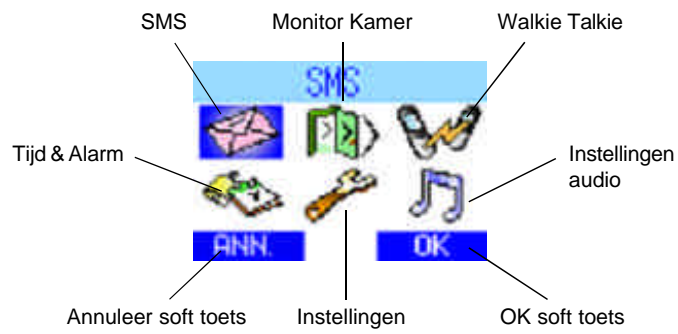 SMS Monitor Kamer Walkie Talkie
SMS
Tijd & Alarm
Instellingen
audio
ANN. OK
Annuleer soft toets Instellingen OK soft toets